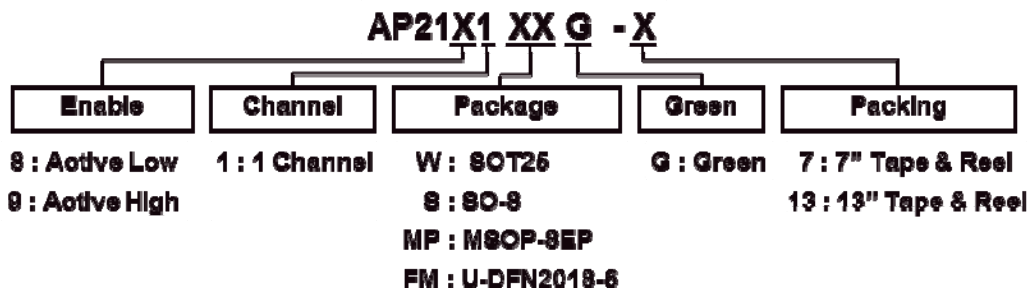 AP21X1 XX G - X
Enable Channel Package Green Packing
8 : Active Low 1 : 1 Channel W : SOT25 G : Green 7 : 7" Tape & Reel
9 : Active High S : SO-8 13 : 13" Tape & Reel
MP : MSOP-8EP
FM : U-DFN2018-6